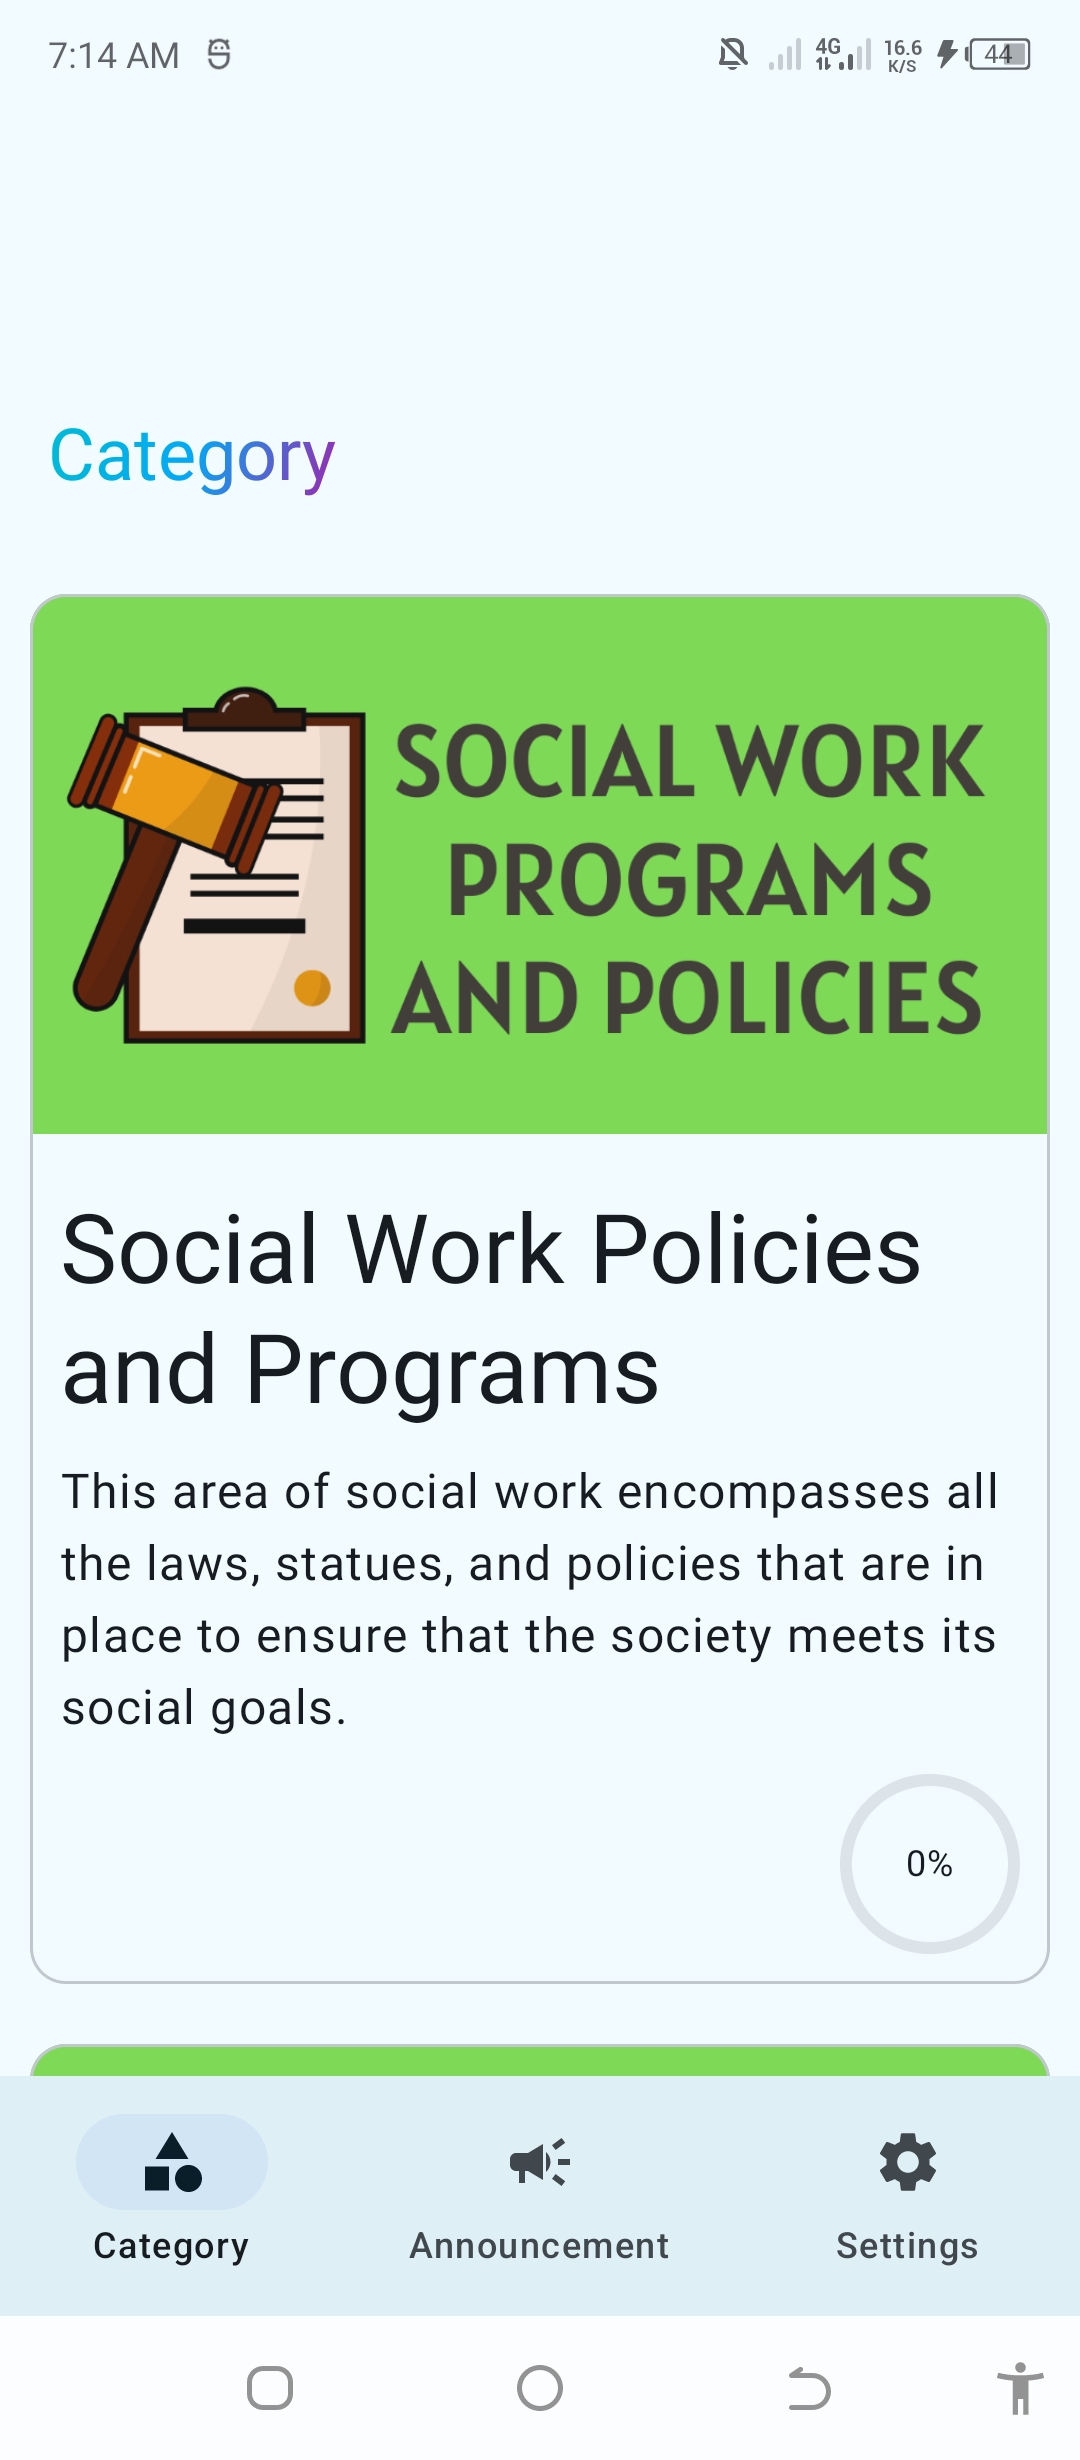 7:14 AM
4G
16.6
K/S
44
Category
SOCIAL WORK
PROGRAMS
AND POLICIES
Social Work Policies
and Programs
This area of social work encompasses all
the laws, statues, and policies that are in
place to ensure that the society meets its
social goals.
0%
Category
Announcement
Settings